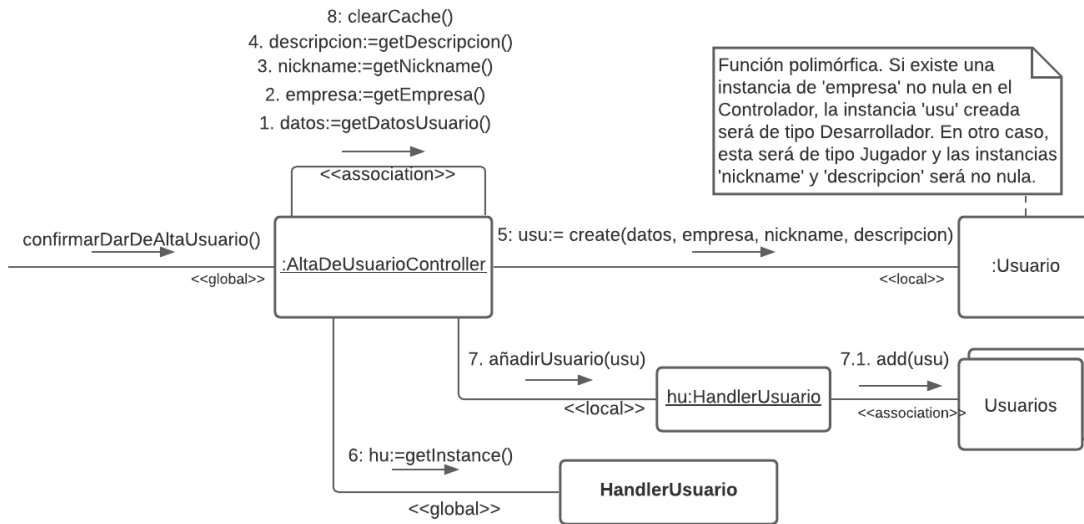 8: clearCache()
4. descripcion:=getDescripcion()
3. nickname:=getNickname()
2. empresa:=getEmpresa()
1. datos:=getDatosUsuario()
<<association>>
Función polimórfica. Si existe una
instancia de 'empresa' no nula en el
Controlador, la instancia 'usu' creada
será de tipo Desarrollador. En otro caso,
esta será de tipo Jugador y las instancias
'nickname' y 'descripcion' será no nula.
confirmarDarDeAltaUsuario()
<<global>>
:AltaDeUsuarioController
5: usu:= create(datos, empresa, nickname, descripcion)
<<local>>
:Usuario
7. añadirUsuario(usu)
<<local>>
hu:HandlerUsuario
7.1. add(usu)
<<association>>
Usuarios
6: hu:=getInstance()
<<global>>
HandlerUsuario